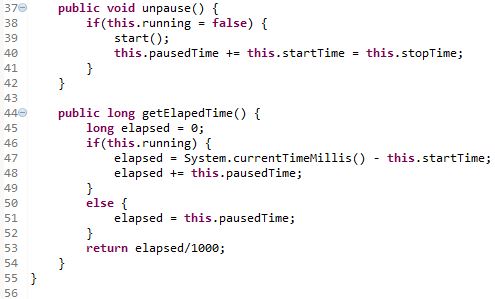 37 public void unpause() {
38 if(this.running = false) {
39 start();
40 this.pausedTime += this.startTime = this.stopTime;
41 }
42 }
43
44 public long getElapedTime() {
45 long elapsed = 0;
46 if(this.running) {
47 elapsed = System.currentTimeMillis() - this.startTime;
48 elapsed += this.pausedTime;
49 }
50 else {
51 elapsed = this.pausedTime;
52 }
53 return elapsed/1000;
54 }
55 }
56